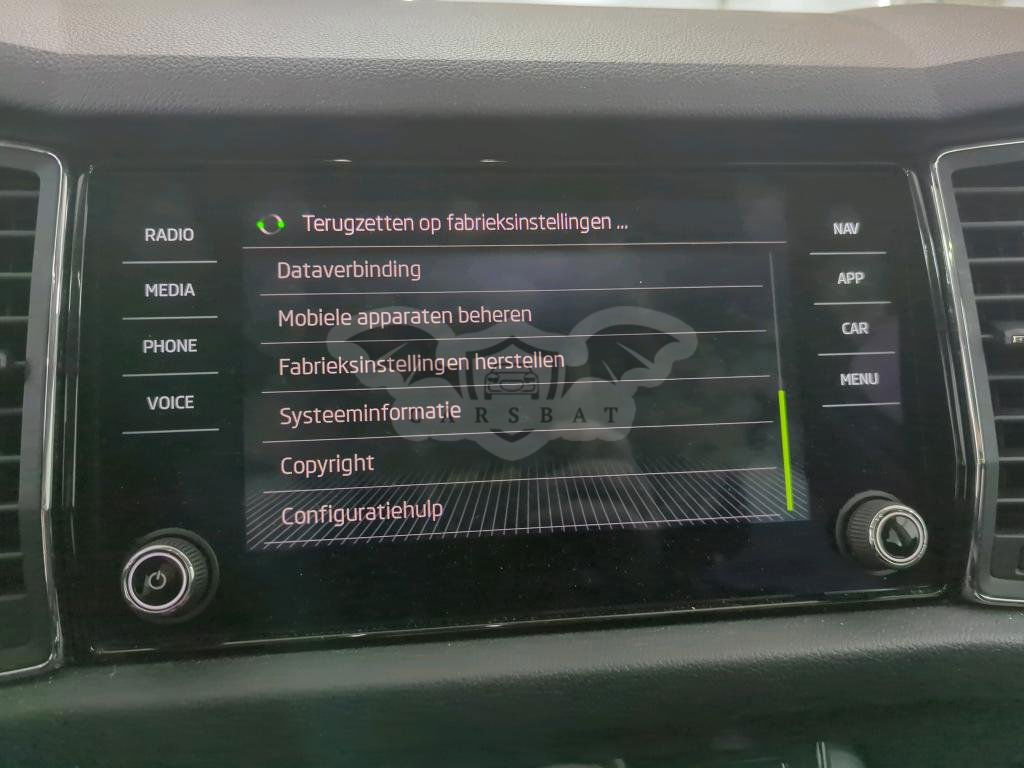 Terugzetten op fabrieksinstellingen ...
RADIO
MEDIA
PHONE
VOICE
Dataverbinding
Mobiele apparaten beheren
Fabrieksinstellingen herstellen
Systeeminformatie
Copyright
Configuratiehulp
NAV
APP
CAR
MENU
CARSBAT